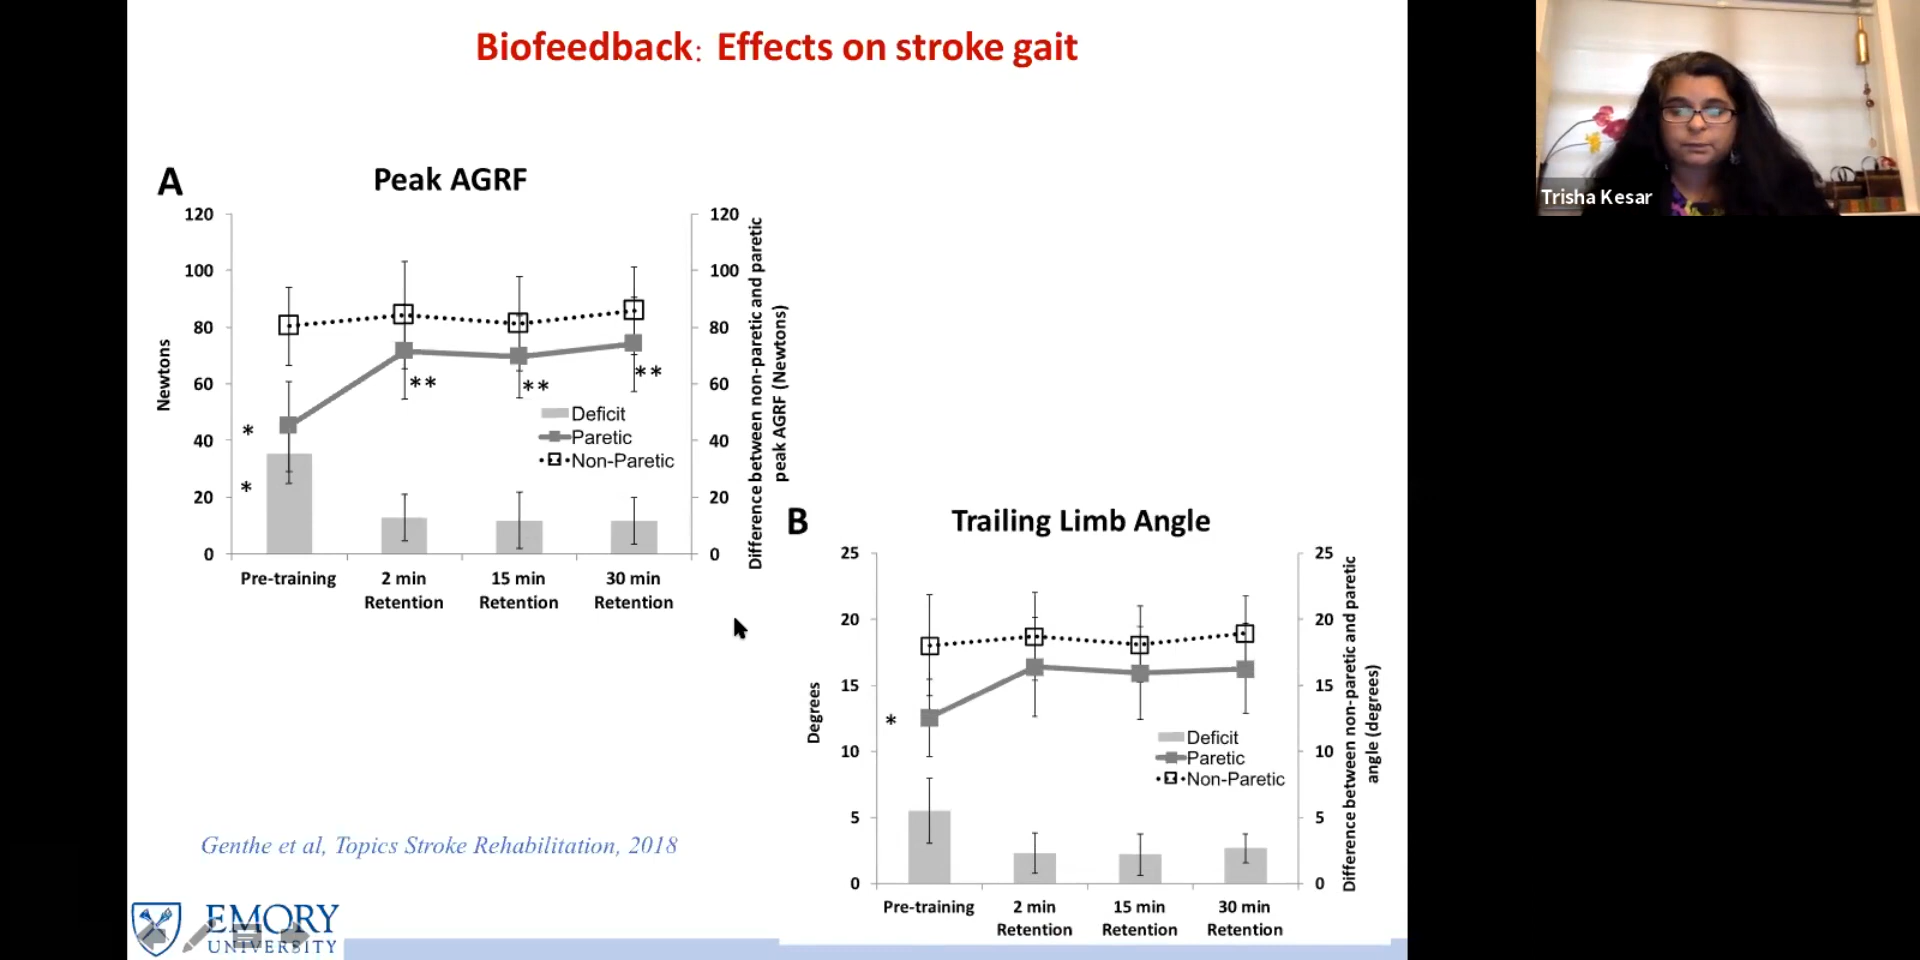 Biofeedback: Effects on stroke gait
Trisha Kesar
A
Peak AGRF
120
100
80
60
40
20
0
Newtons
*
*
**
**
**
Deficit
Paretic
Non-Paretic
120
100
80
60
40
20
0
Difference between non-paretic and paretic
peak AGRF (Newtons)
Pre-training
2 min
Retention
15 min
Retention
30 min
Retention
B
Trailing Limb Angle
25
20
15
10
5
0
Degrees
*
Deficit
Paretic
Non-Paretic
25
20
15
10
5
0
Difference between non-paretic and paretic
angle (degrees)
Pre-training
2 min
Retention
15 min
Retention
30 min
Retention
Genthe et al, Topics Stroke Rehabilitation, 2018
EMORY
UNIVERSITY